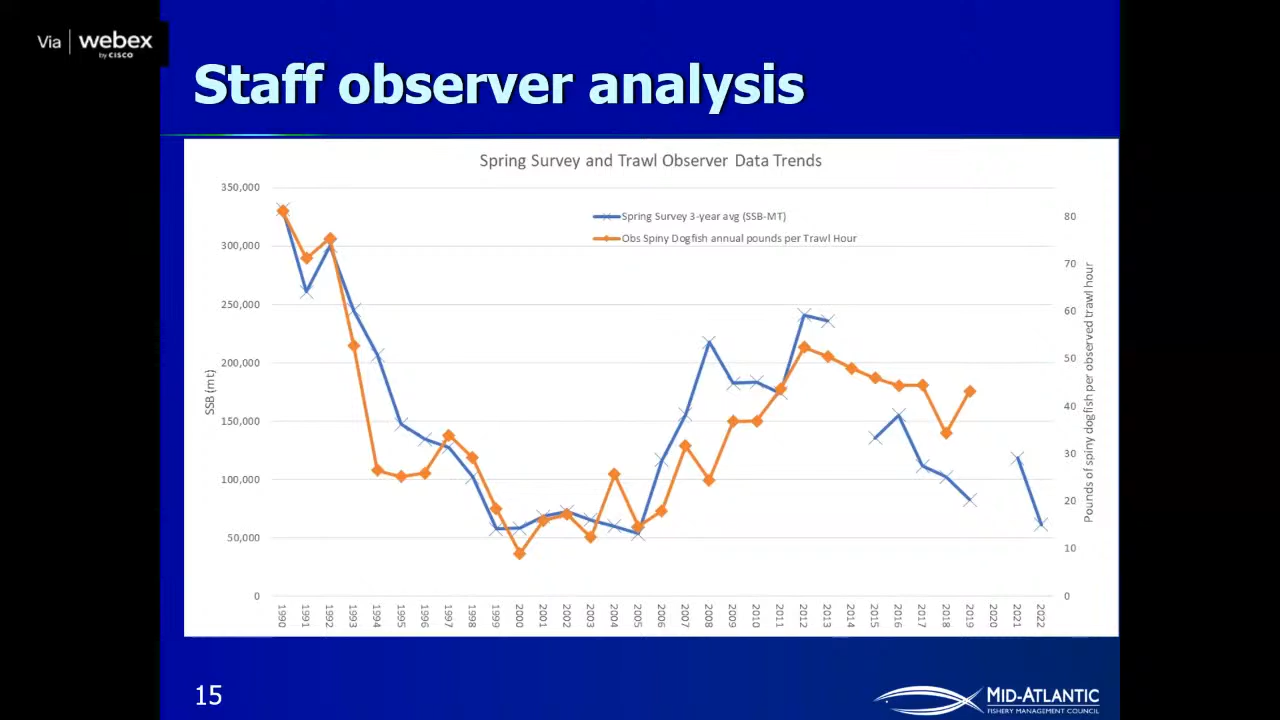 Via | webex
by CISCO
Staff observer analysis
Spring Survey and Trawl Observer Data Trends
Spring Survey 3-year avg (SSB-MT)
Obs Spiny Dogfish annual pounds per Trawl Hour
350,000
300,000
250,000
200,000
150,000
100,000
50,000
0
SSB (mt)
80
70
60
50
40
30
20
10
0
Pounds of spiny dogfish per observed trawl hour
1990 1991 1992 1993 1994 1995 1996 1997 1998 1999 2000 2001 2002 2003 2004 2005 2006 2007 2008 2009 2010 2011 2012 2013 2014 2015 2016 2017 2018 2019 2020 2021 2022
15
MID-ATLANTIC
FISHERY MANAGEMENT COUNCIL